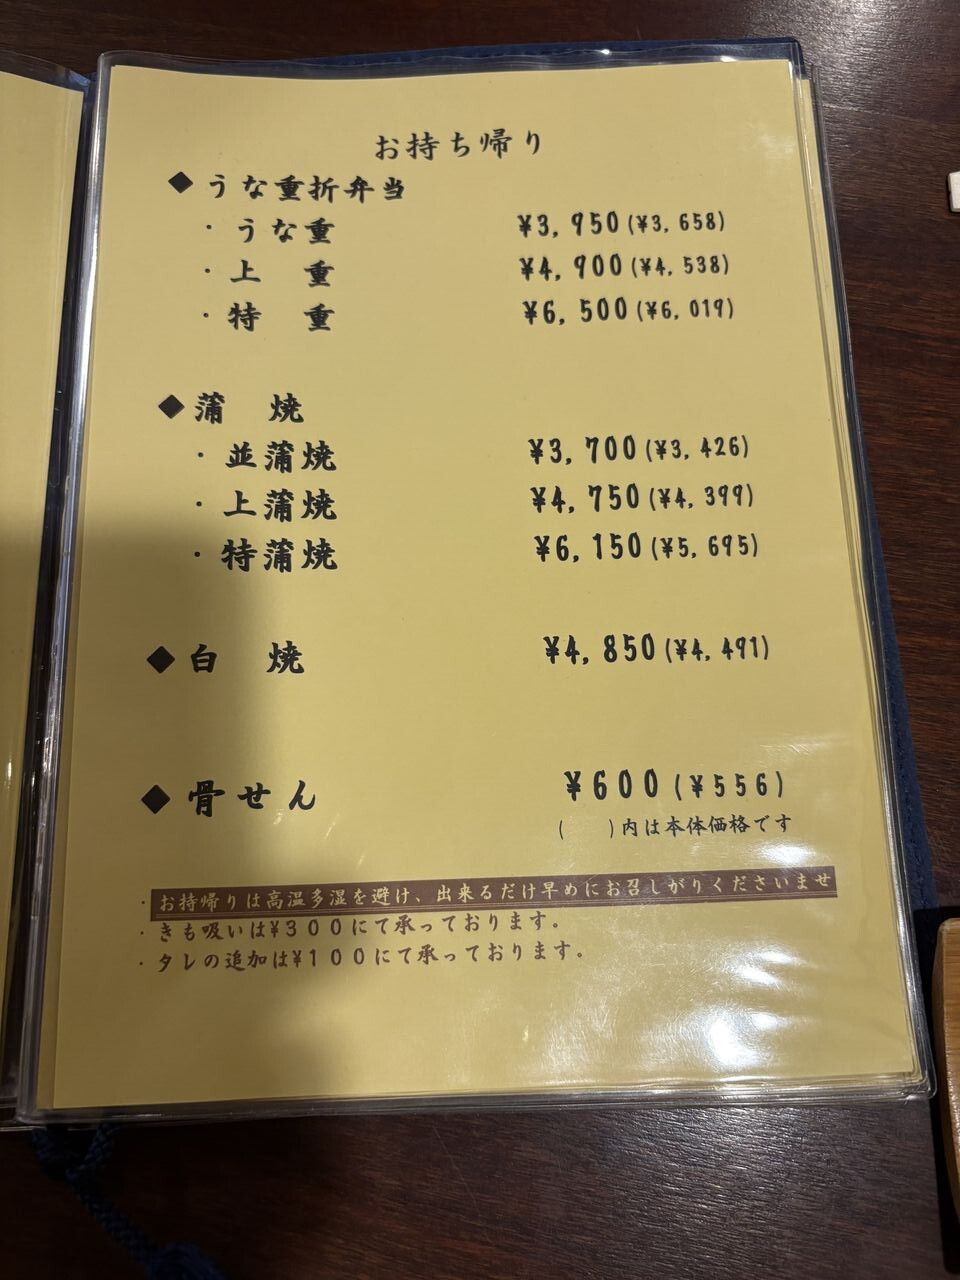 お持ち帰り
◆うな重折弁当
・うな重 ¥3,950(¥3,658)
・上　重 ¥4,900(¥4,538)
・特　重 ¥6,500(¥6,019)
◆蒲　焼
・並蒲焼 ¥3,700(¥3,426)
・上蒲焼 ¥4,750(¥4,399)
・特蒲焼 ¥6,150(¥5,695)
◆白　焼 ¥4,850(¥4,491)
◆骨せん ¥600(¥556)
(　)内は本体価格です
・お持帰りは高温多湿を避け、出来るだけ早めにお召しがりくださいませ
・きも吸いは¥３００にて承っております。
・タレの追加は¥１００にて承っております。